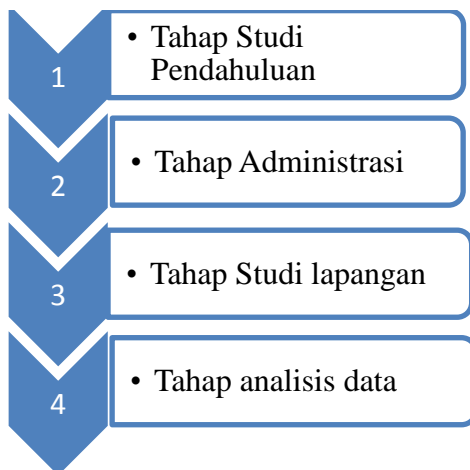 1
• Tahap Studi
Pendahuluan
2
• Tahap Administrasi
3
• Tahap Studi lapangan
4
• Tahap analisis data